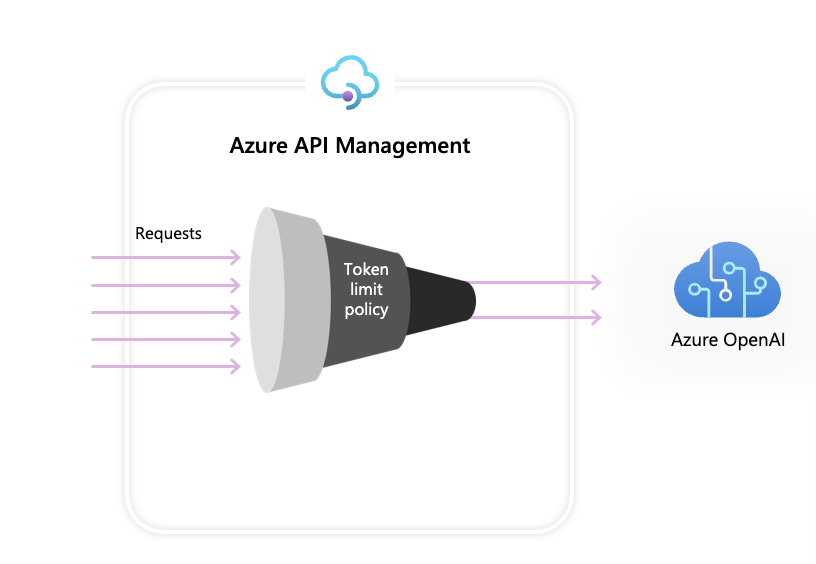 Azure API Management
Requests
Token
limit
policy
Azure OpenAI